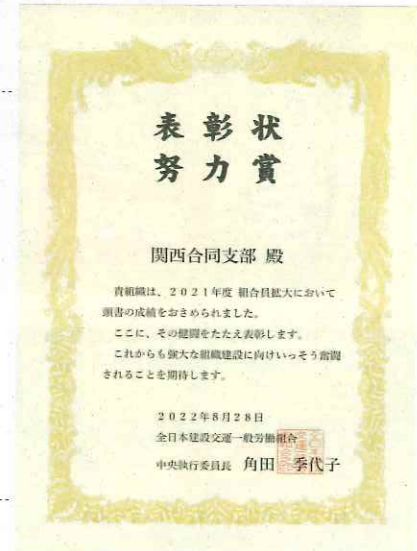 表彰状
努力賞
関西合同支部 殿
貴組織は、2021年度 組合員拡大において
頭書の成績をおさめられました。
ここに、その健闘をたたえ表彰します。
これからも強大な組織建設に向けいっそう奮闘
されることを期待します。
2022年8月28日
全日本建設交運一般労働組合
中央執行委員長 角田 季代子